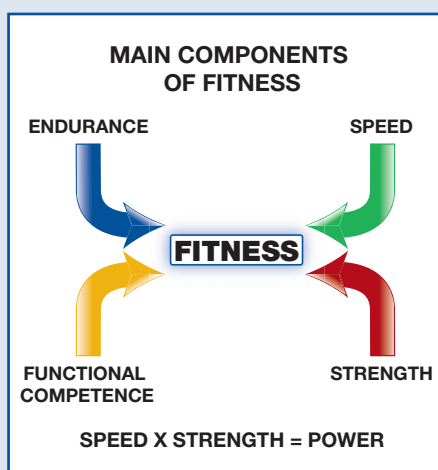 MAIN COMPONENTS
OF FITNESS
ENDURANCE
SPEED
FITNESS
FUNCTIONAL
COMPETENCE
STRENGTH
SPEED X STRENGTH = POWER